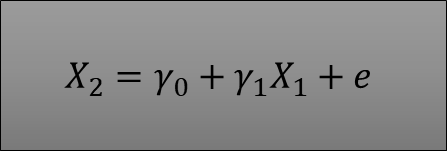 X₂ = γ₀ + γ₁X₁ + e